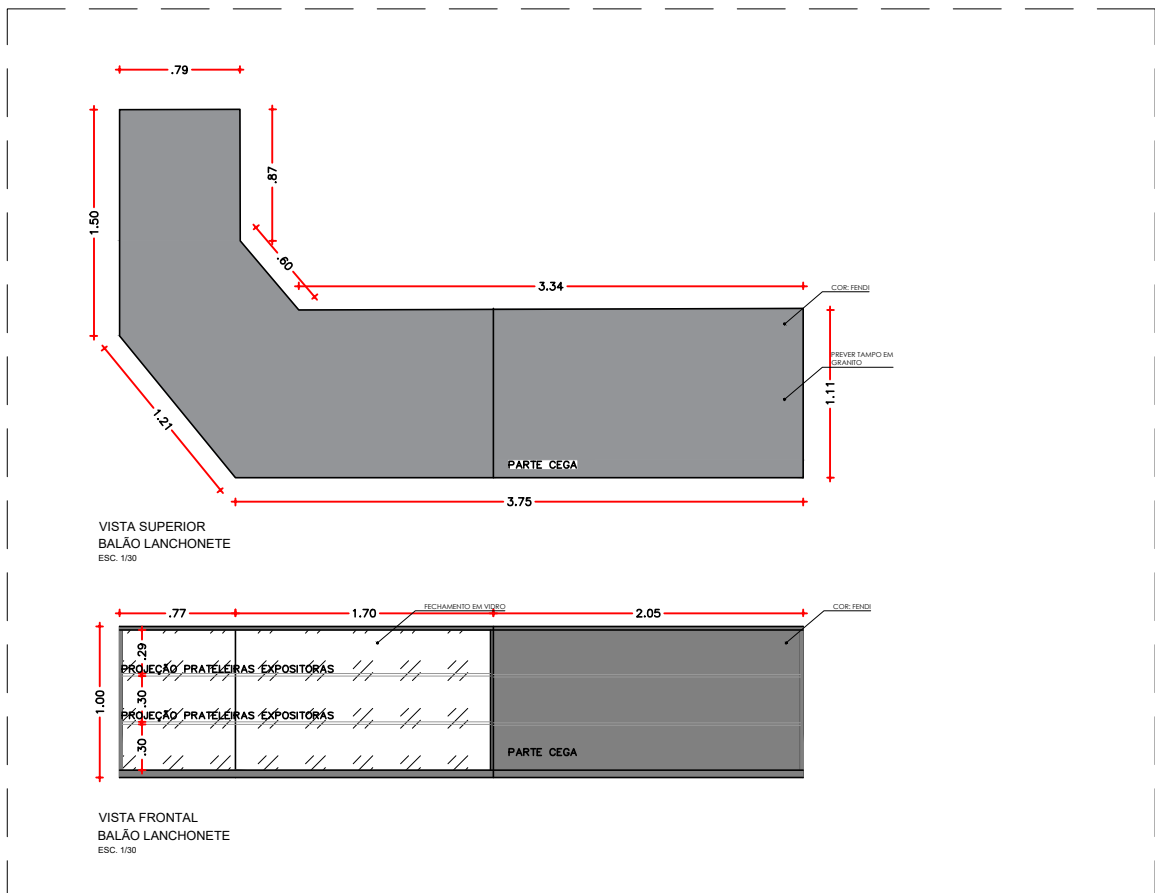 .79
1.50
.87
.60
3.34
COR: FENDI
PREVER TAMPO EM
GRANITO
1.11
1.21
PARTE CEGA
3.75
VISTA SUPERIOR
BALÃO LANCHONETE
ESC. 1/30
.77
1.70
FECHAMENTO EM VIDRO
2.05
COR: FENDI
.29
PROJEÇÃO PRATELEIRAS EXPOSITORAS
1.00
.30
PROJEÇÃO PRATELEIRAS EXPOSITORAS
.30
PARTE CEGA
VISTA FRONTAL
BALÃO LANCHONETE
ESC. 1/30